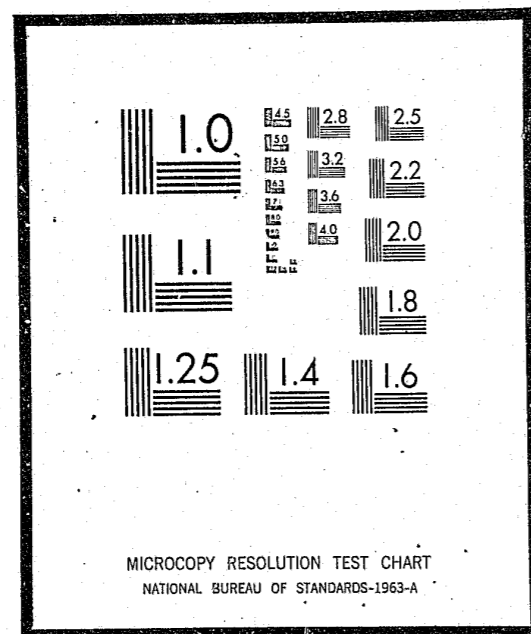 1.0
4.5 2.8 2.5
5.0
5.6 3.2 2.2
6.3
3.6
4.0 2.0
1.1
1.8
1.25 1.4 1.6
MICROCOPY RESOLUTION TEST CHART
NATIONAL BUREAU OF STANDARDS-1963-A